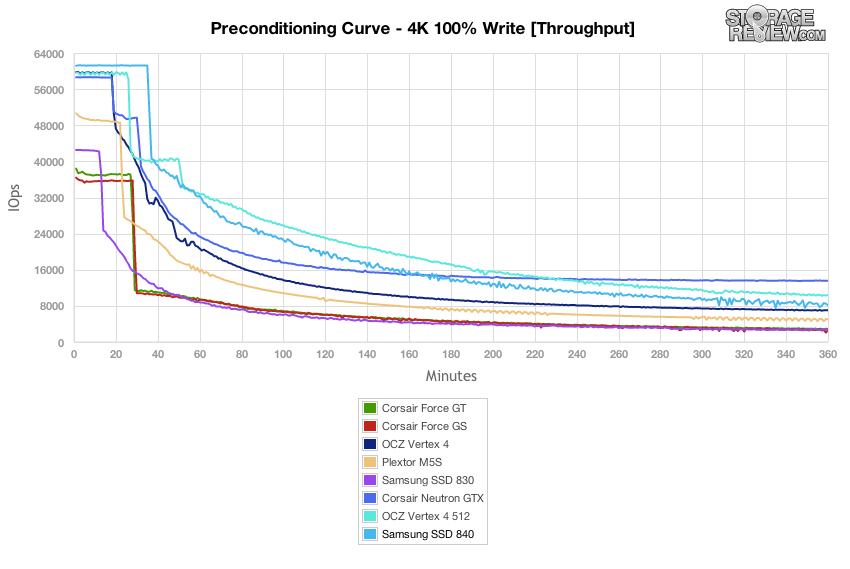 Preconditioning Curve - 4K 100% Write [Throughput]
STORAGE
REVIEW.COM
64000
56000
48000
40000
32000
24000
16000
8000
0
IOps
0 20 40 60 80 100 120 140 160 180 200 220 240 260 280 300 320 340 360
Minutes
Corsair Force GT
Corsair Force GS
OCZ Vertex 4
Plextor M5S
Samsung SSD 830
Corsair Neutron GTX
OCZ Vertex 4 512
Samsung SSD 840